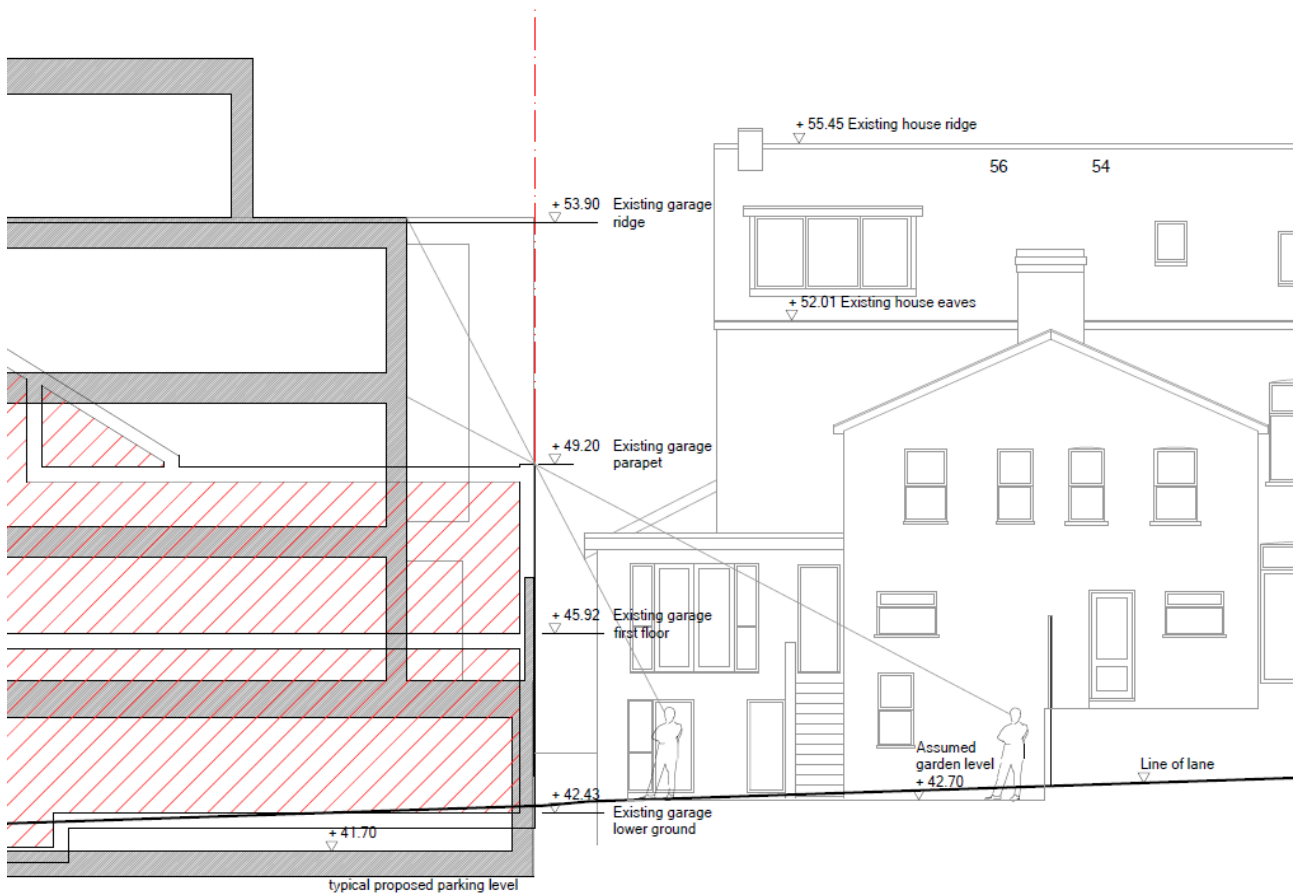 + 55.45 Existing house ridge
56
54
+ 53.90 Existing garage
ridge
+ 52.01 Existing house eaves
+ 49.20 Existing garage
parapet
+ 45.92 Existing garage
first floor
Assumed
garden level
+ 42.70
Line of lane
+ 42.43
Existing garage
lower ground
+ 41.70
typical proposed parking level